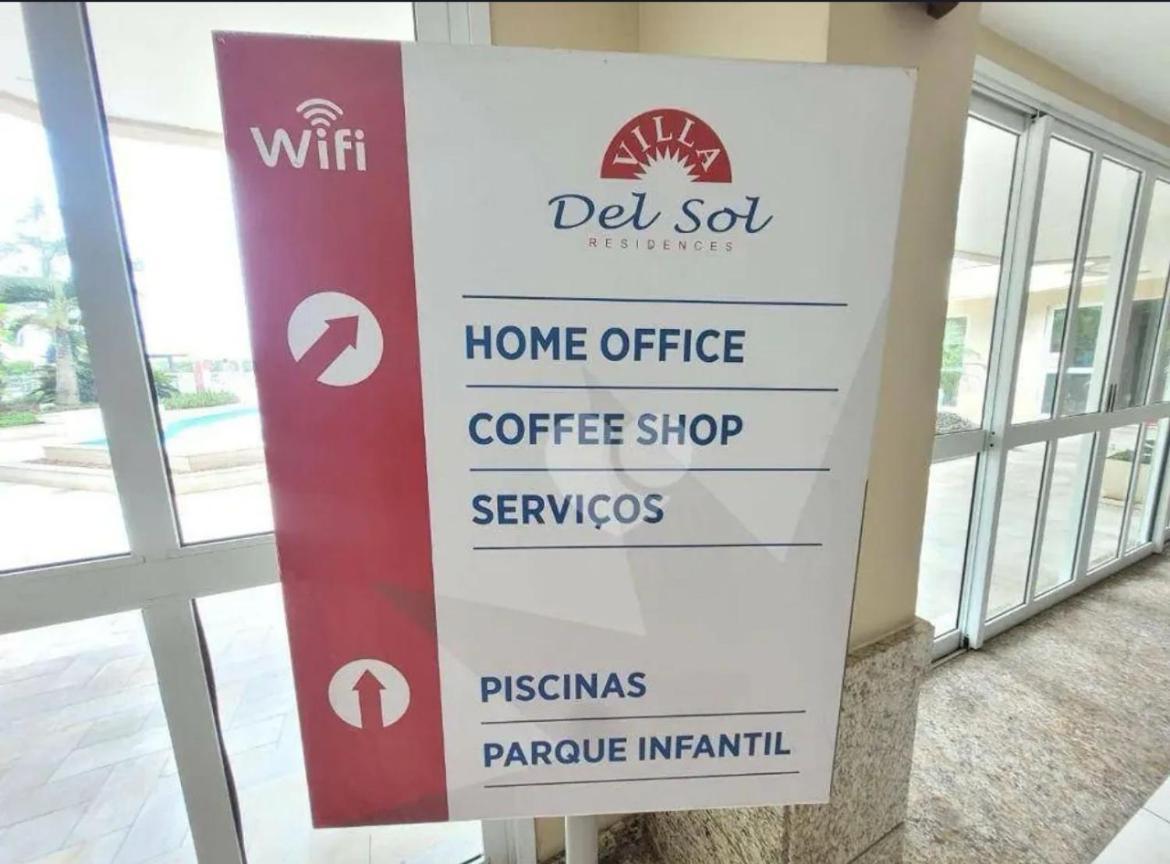 Wifi
VILLA
Del Sol
RESIDENCES
HOME OFFICE
COFFEE SHOP
SERVIÇOS
PISCINAS
PARQUE INFANTIL